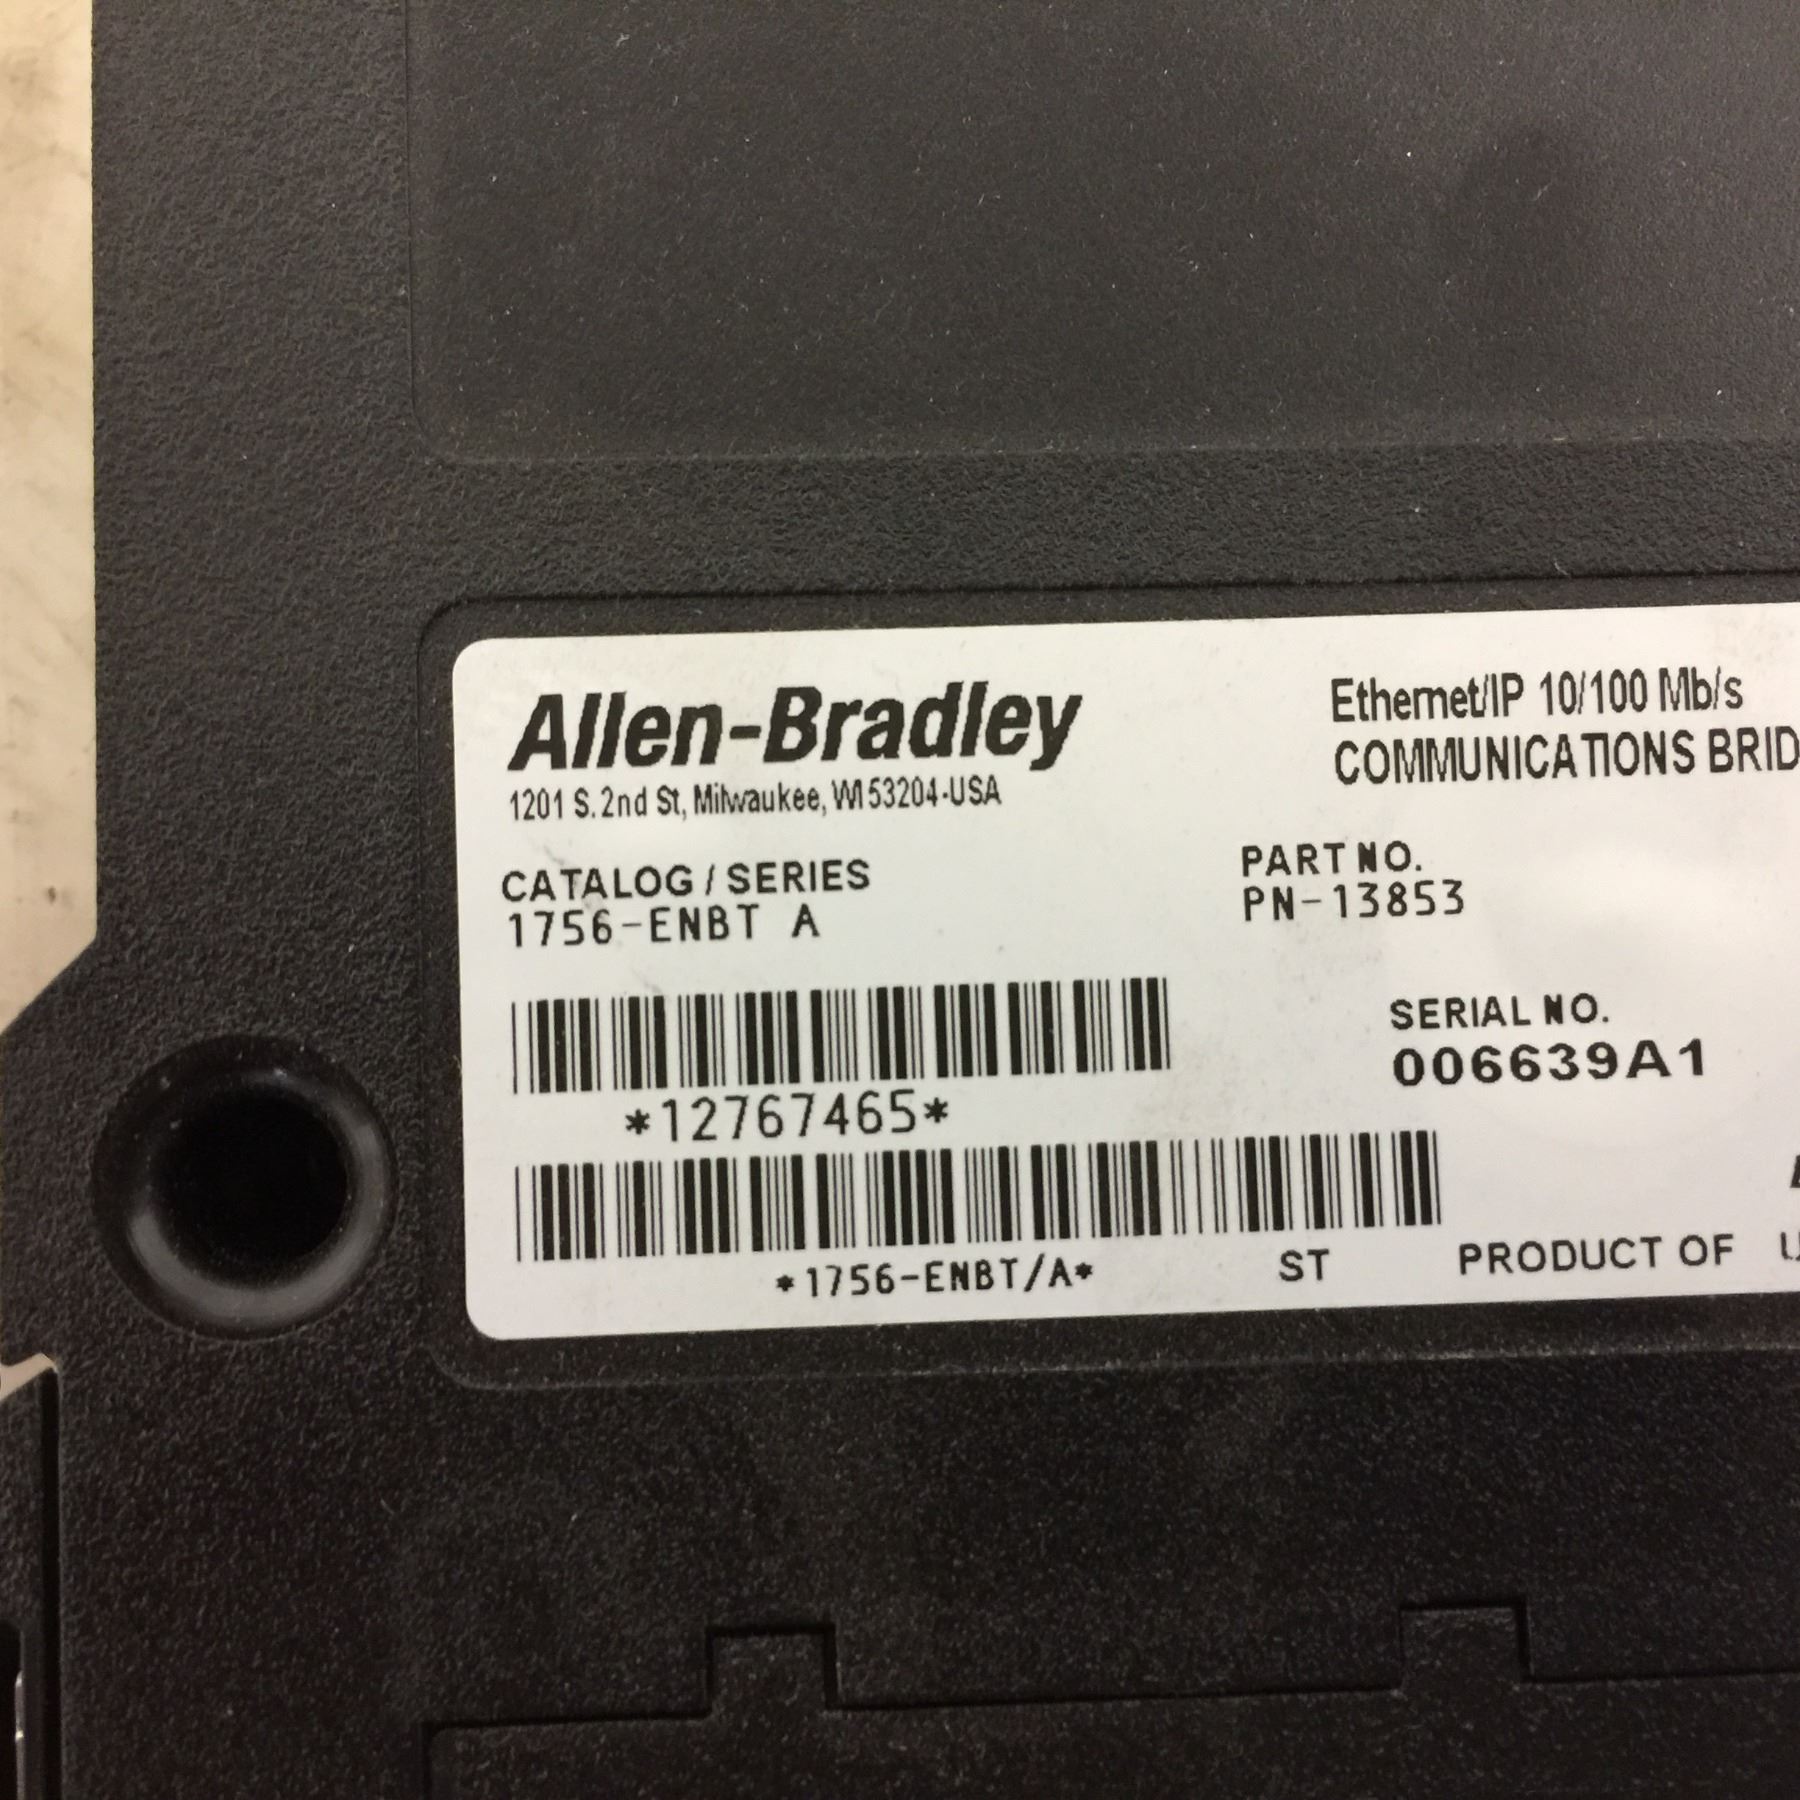 Allen-Bradley
1201 S. 2nd St, Milwaukee, WI 53204-USA
Ethernet/IP 10/100 Mb/s
COMMUNICATIONS BRID
CATALOG / SERIES
1756-ENBT A
PART NO.
PN-13853
SERIAL NO.
006639A1
*12767465*
*1756-ENBT/A*
ST
PRODUCT OF